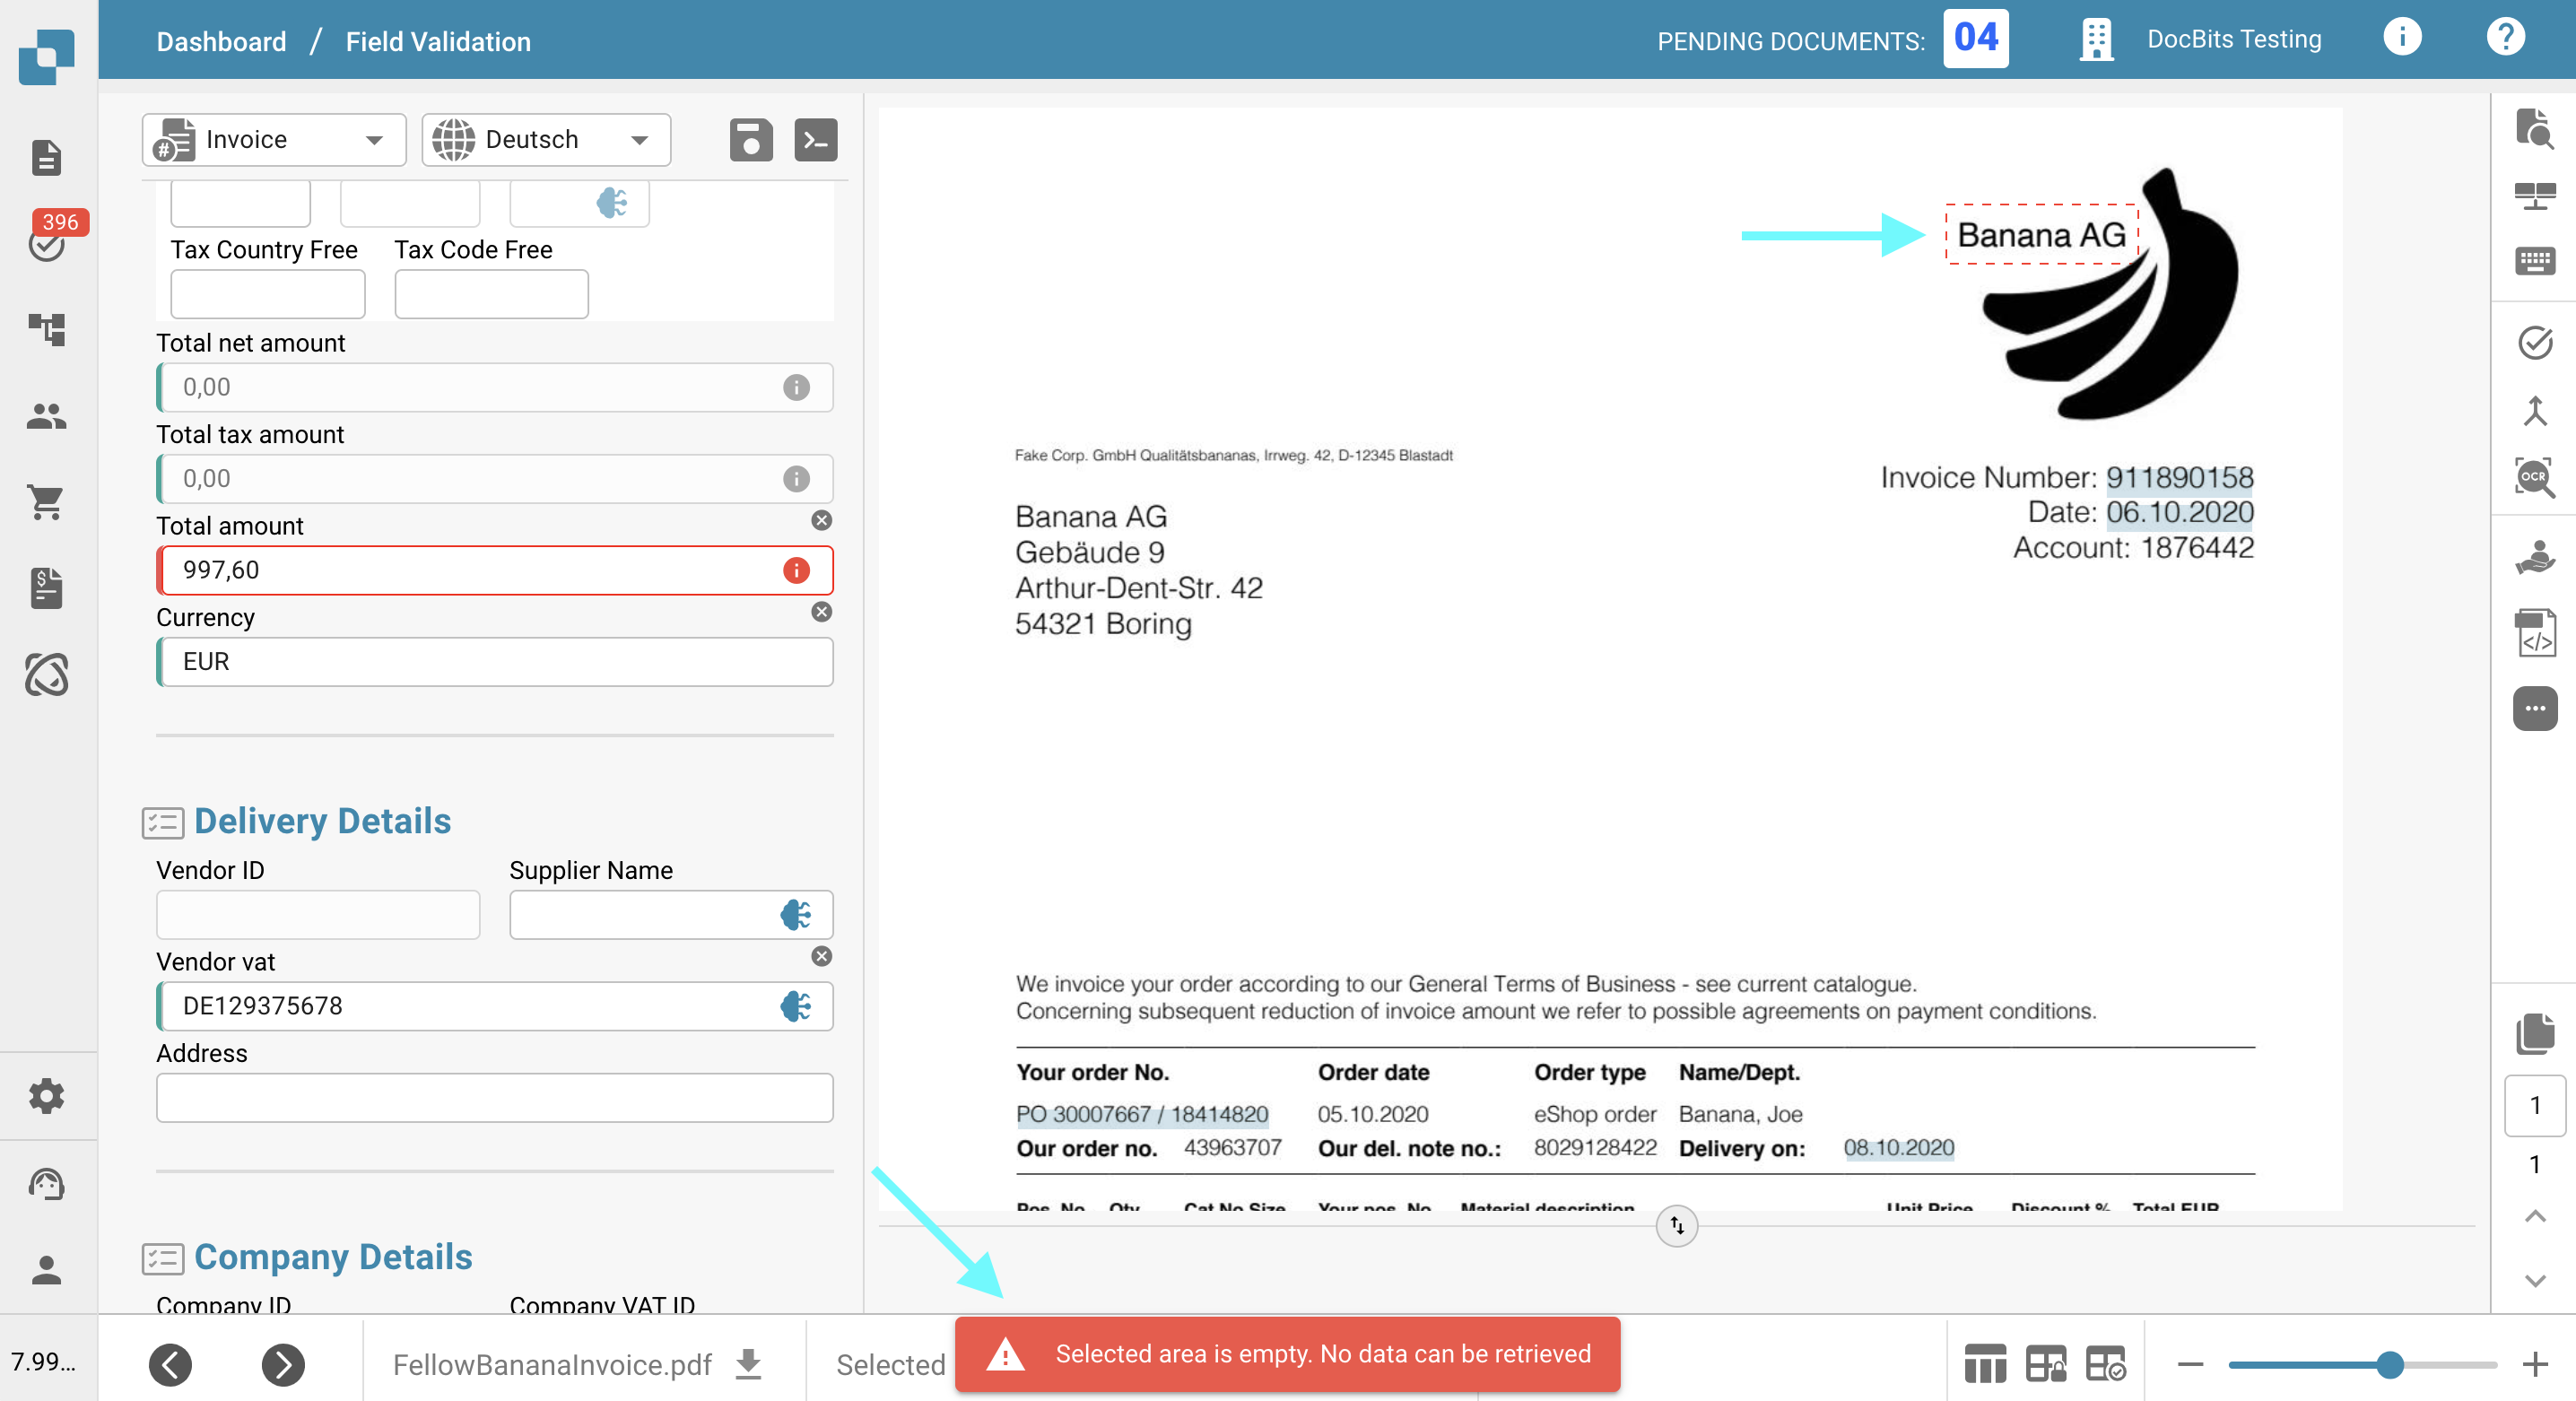 Dashboard / Field Validation
PENDING DOCUMENTS: 04
DocBits Testing
396
Invoice
Deutsch
Tax Country Free
Tax Code Free
Total net amount
0,00
Total tax amount
0,00
Total amount
997,60
Currency
EUR
Delivery Details
Vendor ID
Supplier Name
Vendor vat
DE129375678
Address
Company Details
Company ID
Company VAT ID
Banana AG
Fake Corp. GmbH Qualitätsbananas, Irrweg. 42, D-12345 Blastadt
Invoice Number: 911890158
Date: 06.10.2020
Account: 1876442
Banana AG
Gebäude 9
Arthur-Dent-Str. 42
54321 Boring
We invoice your order according to our General Terms of Business - see current catalogue.
Concerning subsequent reduction of invoice amount we refer to possible agreements on payment conditions.
Your order No. Order date Order type Name/Dept.
PO 30007667 / 18414820 05.10.2020 eShop order Banana, Joe
Our order no. 43963707 Our del. note no.: 8029128422 Delivery on: 08.10.2020
Pos. No Qty. Cat No Size Your pos. No Material description Unit Price Discount % Total EUR
OCR
1
1
7.99...
FellowBananaInvoice.pdf
Selected
Selected area is empty. No data can be retrieved